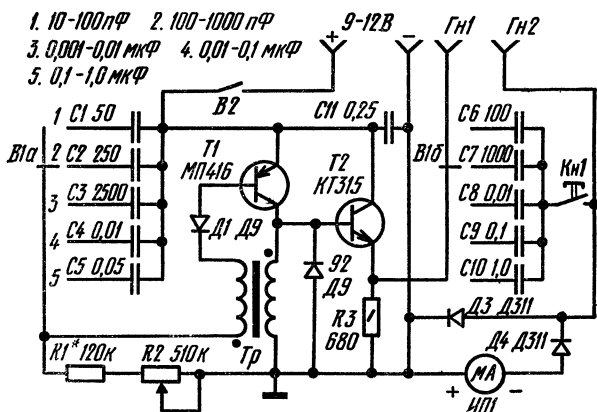 1. 10-100пФ 2. 100-1000пФ
3. 0,001-0,01 мкФ 4. 0,01-0,1 мкФ
5. 0,1-1,0 мкФ
9-12В
+ −
Гн1
Гн2
В2
С11 0,25
В1а
1 С1 50
2 С2 250
3 С3 2500
4 С4 0,01
5 С5 0,05
Т1
МП416
Т2
КТ315
В1б
С6 100
С7 1000
С8 0,01
С9 0,1
С10 1,0
Кн1
Д1 Д9
92
Д9
R3
680
Д3 Д311
Д4 Д311
Тр
R1* 120к
R2 510к
+ мА −
ИП1